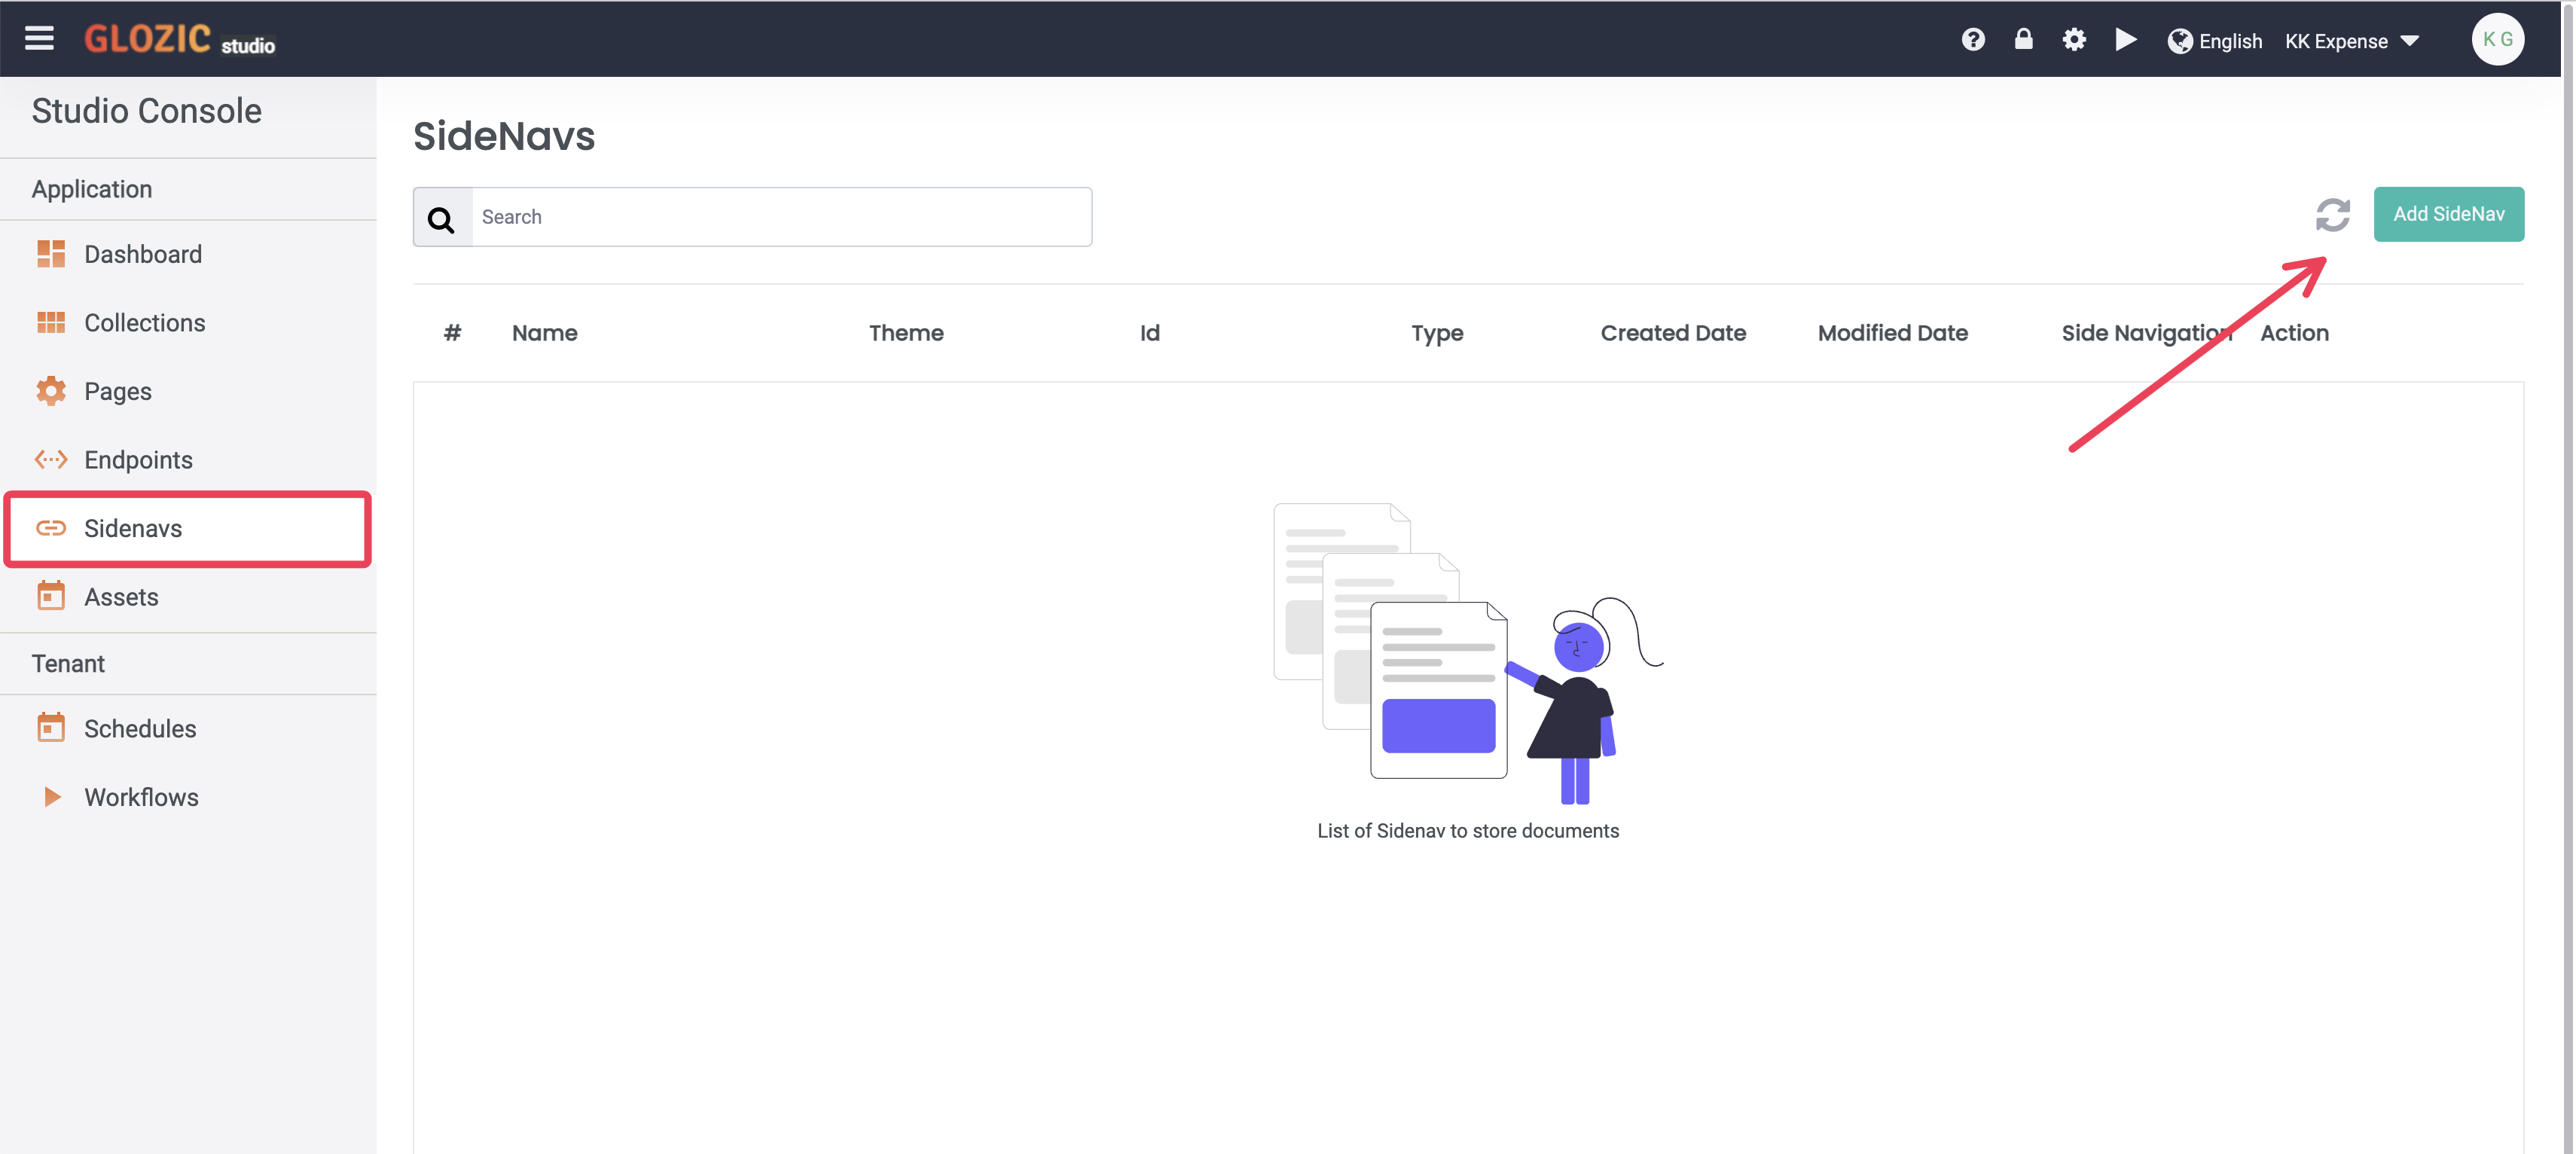 GLOZIC studio
English KK Expense K G
Studio Console
Application
Dashboard
Collections
Pages
Endpoints
Sidenavs
Assets
Tenant
Schedules
Workflows
SideNavs
Search
Add SideNav
# Name Theme Id Type Created Date Modified Date Side Navigation Action
List of Sidenav to store documents